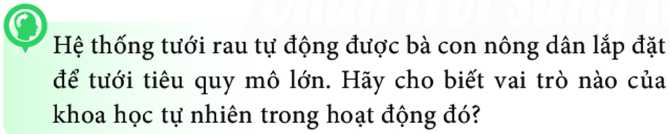 Hệ thống tưới rau tự động được bà con nông dân lắp đặt
để tưới tiêu quy mô lớn. Hãy cho biết vai trò nào của
khoa học tự nhiên trong hoạt động đó?